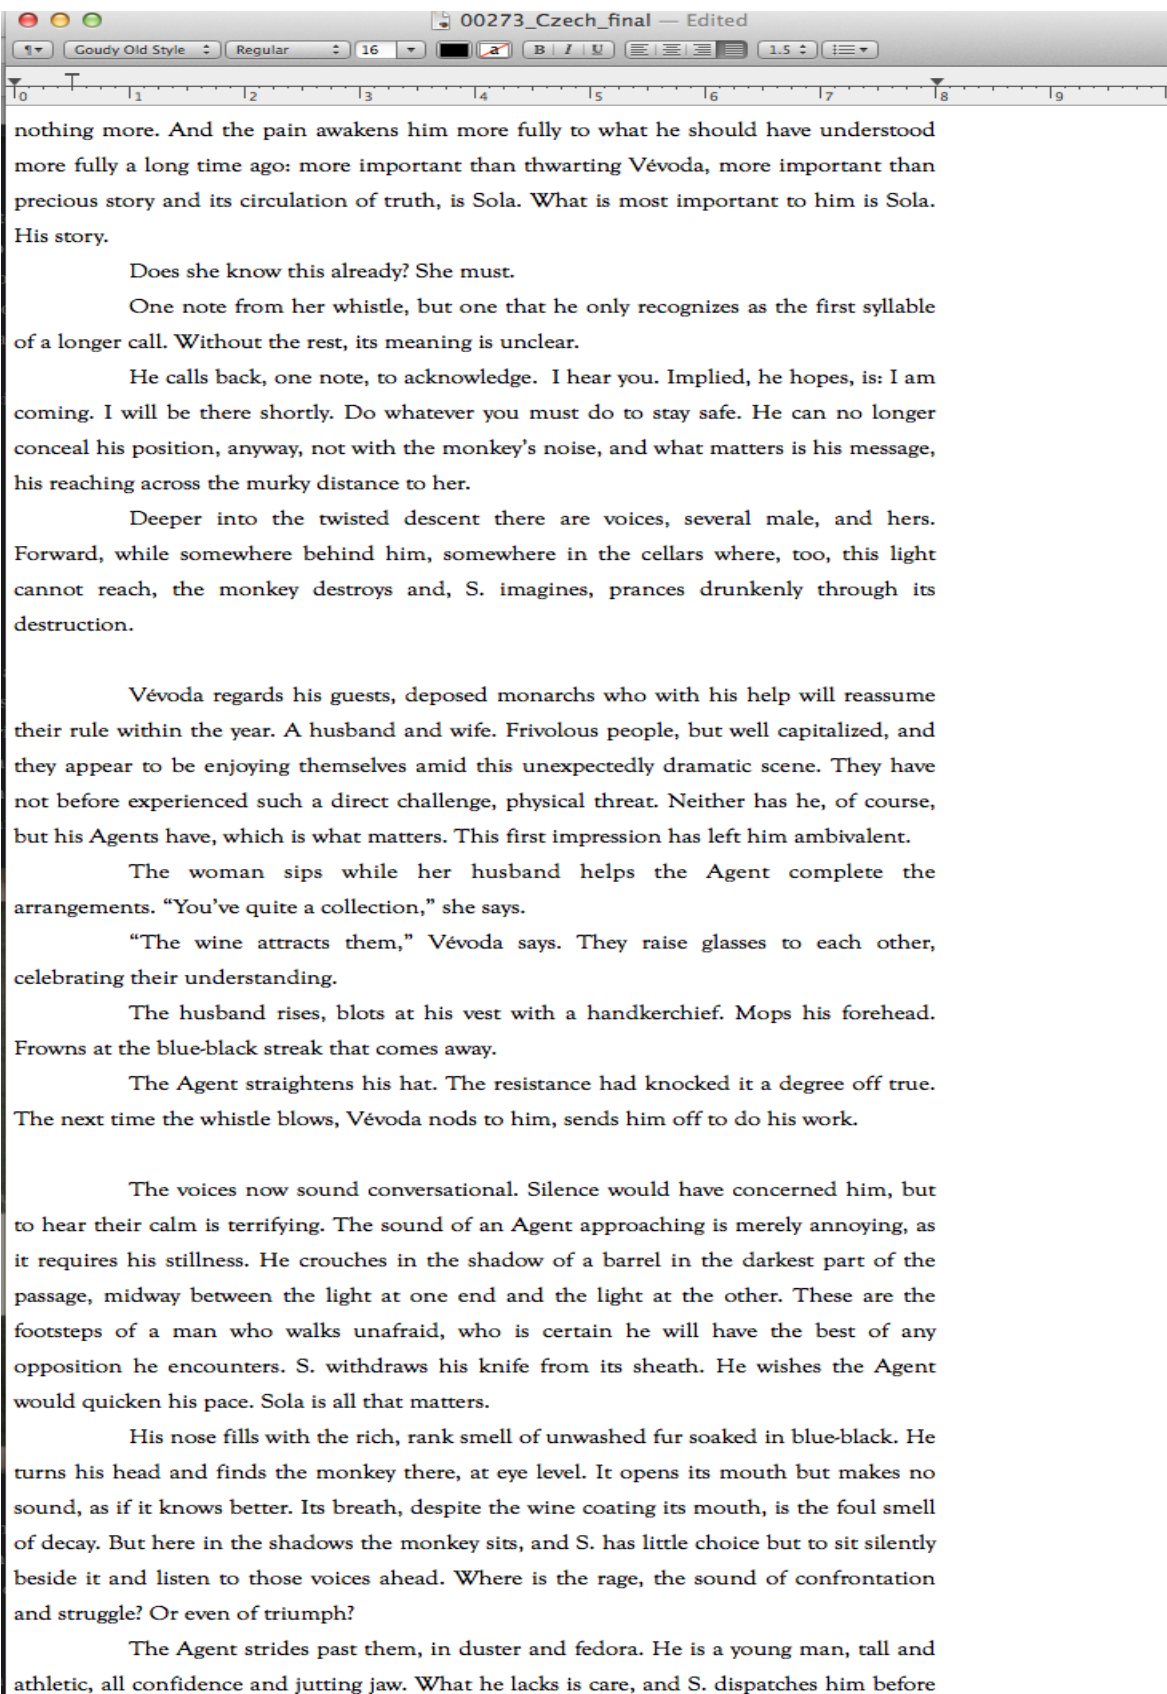 00273_Czech_final — Edited
¶ Goudy Old Style Regular 16 a B I U 1.5
0 1 2 3 4 5 6 7 8 9
nothing more. And the pain awakens him more fully to what he should have understood
more fully a long time ago: more important than thwarting Vévoda, more important than
precious story and its circulation of truth, is Sola. What is most important to him is Sola.
His story.
Does she know this already? She must.
One note from her whistle, but one that he only recognizes as the first syllable
of a longer call. Without the rest, its meaning is unclear.
He calls back, one note, to acknowledge.  I hear you. Implied, he hopes, is: I am
coming. I will be there shortly. Do whatever you must do to stay safe. He can no longer
conceal his position, anyway, not with the monkey’s noise, and what matters is his message,
his reaching across the murky distance to her.
Deeper into the twisted descent there are voices, several male, and hers.
Forward, while somewhere behind him, somewhere in the cellars where, too, this light
cannot reach, the monkey destroys and, S. imagines, prances drunkenly through its
destruction.
Vévoda regards his guests, deposed monarchs who with his help will reassume
their rule within the year. A husband and wife. Frivolous people, but well capitalized, and
they appear to be enjoying themselves amid this unexpectedly dramatic scene. They have
not before experienced such a direct challenge, physical threat. Neither has he, of course,
but his Agents have, which is what matters. This first impression has left him ambivalent.
The woman sips while her husband helps the Agent complete the
arrangements. “You’ve quite a collection,” she says.
“The wine attracts them,” Vévoda says. They raise glasses to each other,
celebrating their understanding.
The husband rises, blots at his vest with a handkerchief. Mops his forehead.
Frowns at the blue-black streak that comes away.
The Agent straightens his hat. The resistance had knocked it a degree off true.
The next time the whistle blows, Vévoda nods to him, sends him off to do his work.
The voices now sound conversational. Silence would have concerned him, but
to hear their calm is terrifying. The sound of an Agent approaching is merely annoying, as
it requires his stillness. He crouches in the shadow of a barrel in the darkest part of the
passage, midway between the light at one end and the light at the other. These are the
footsteps of a man who walks unafraid, who is certain he will have the best of any
opposition he encounters. S. withdraws his knife from its sheath. He wishes the Agent
would quicken his pace. Sola is all that matters.
His nose fills with the rich, rank smell of unwashed fur soaked in blue-black. He
turns his head and finds the monkey there, at eye level. It opens its mouth but makes no
sound, as if it knows better. Its breath, despite the wine coating its mouth, is the foul smell
of decay. But here in the shadows the monkey sits, and S. has little choice but to sit silently
beside it and listen to those voices ahead. Where is the rage, the sound of confrontation
and struggle? Or even of triumph?
The Agent strides past them, in duster and fedora. He is a young man, tall and
athletic, all confidence and jutting jaw. What he lacks is care, and S. dispatches him before